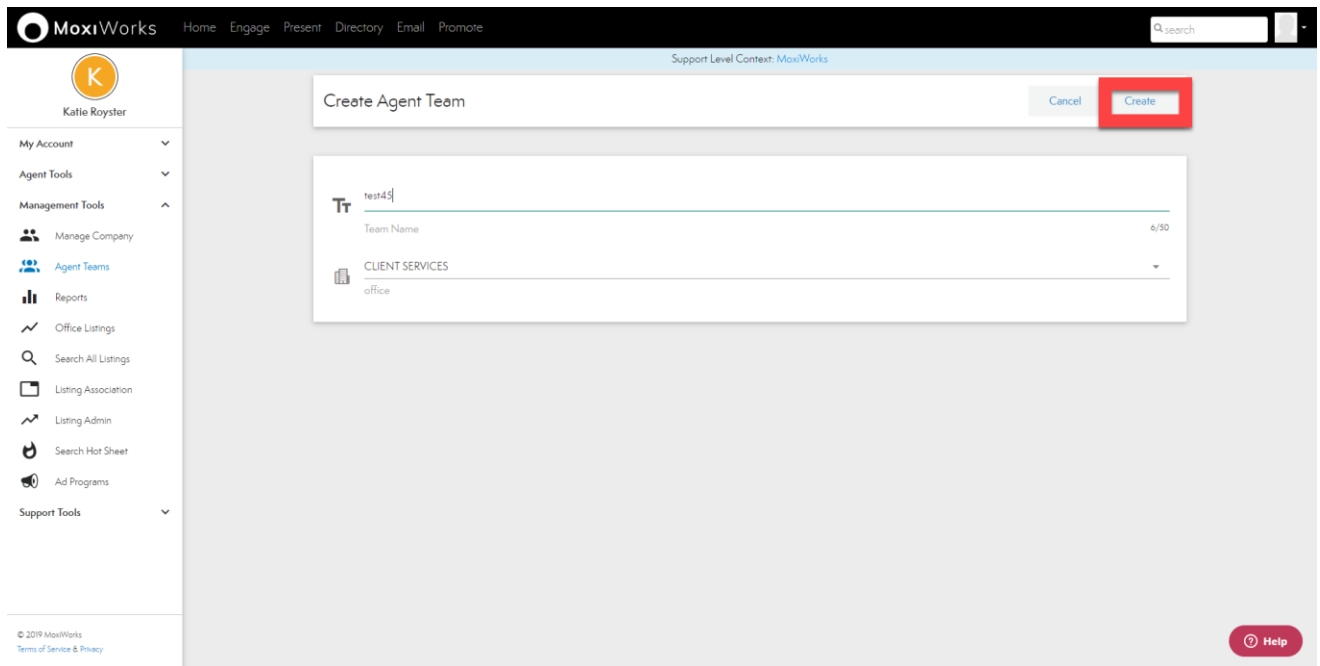 MoxiWorks Home Engage Present Directory Email Promote search
Support Level Context: MoxiWorks
K
Katie Royster
Create Agent Team Cancel Create
My Account
Agent Tools
Management Tools
Manage Company
Agent Teams
Reports
Office Listings
Search All Listings
Listing Association
Listing Admin
Search Hot Sheet
Ad Programs
Support Tools
Tт test45
Team Name 6/50
CLIENT SERVICES
office
© 2019 MoxiWorks
Terms of Service & Privacy
Help